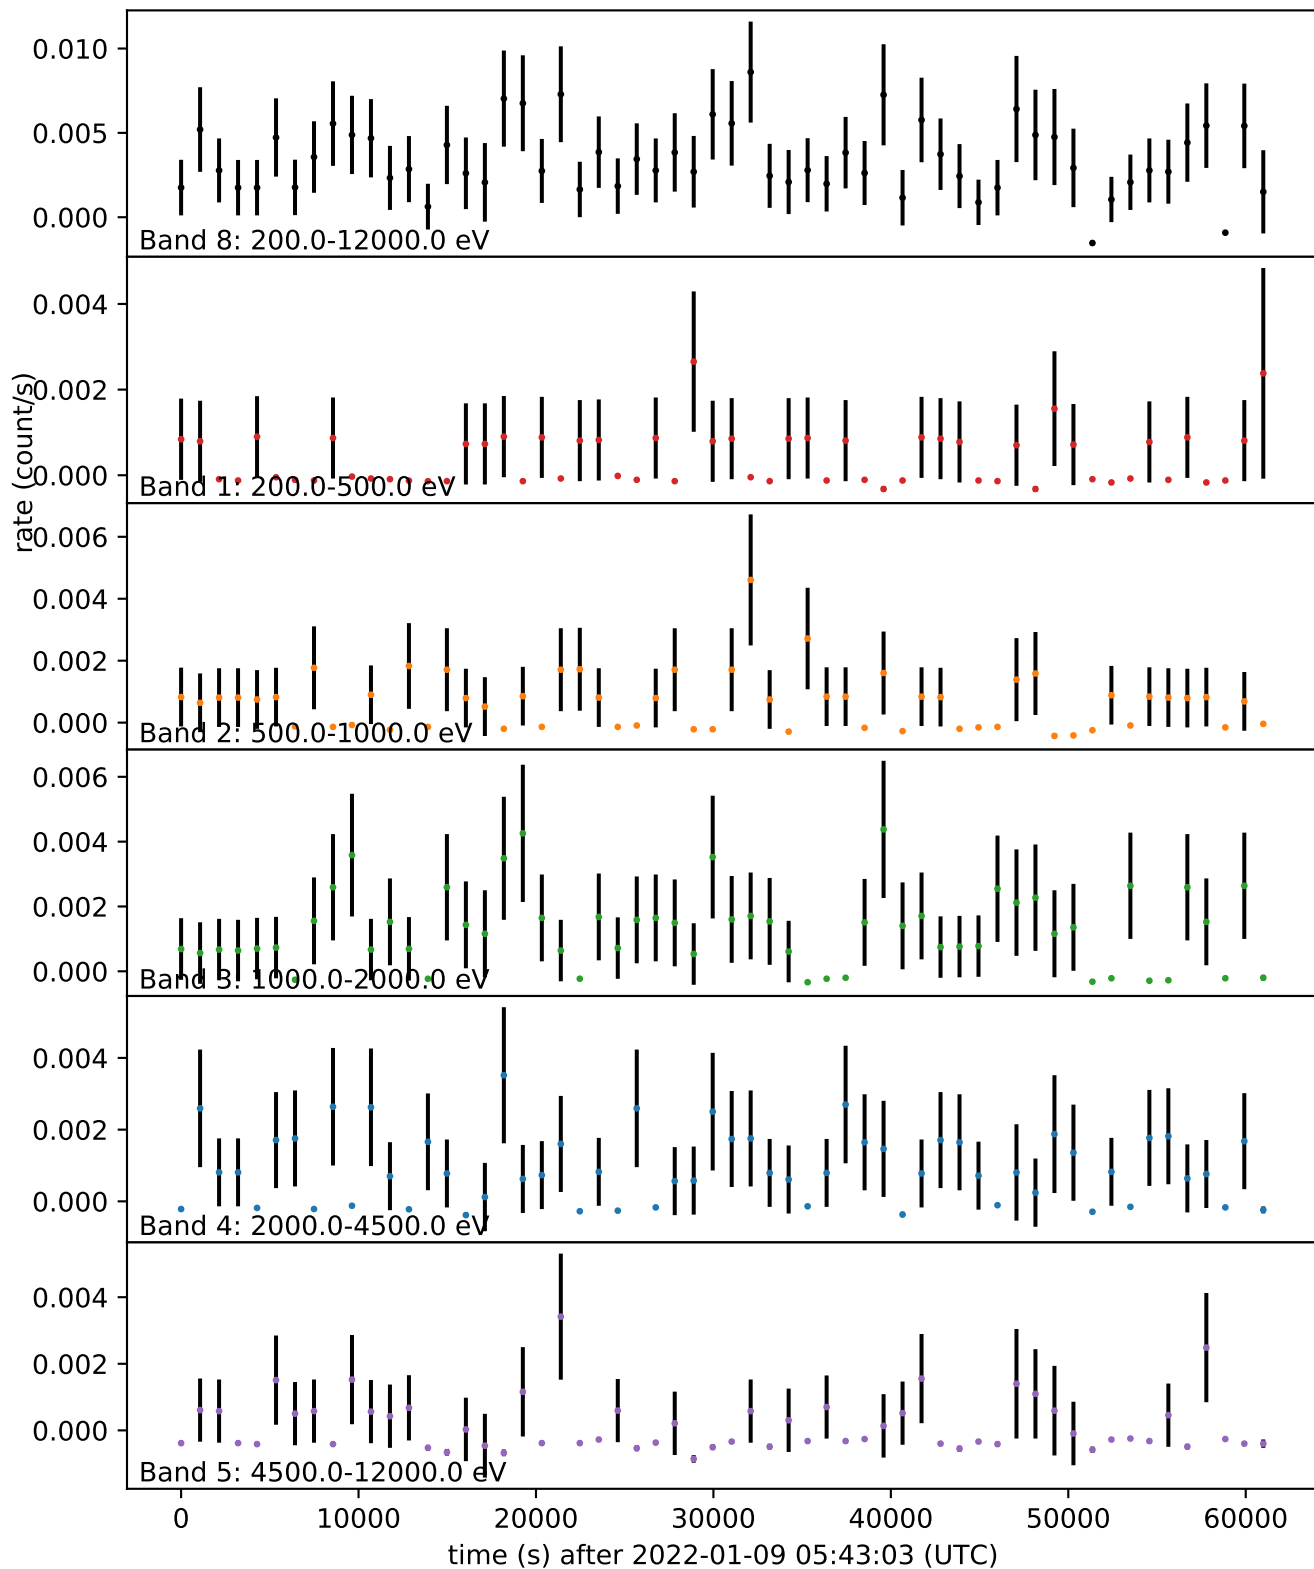 0.010
0.005
0.000
Band 8: 200.0-12000.0 eV
0.004
0.002
0.000
Band 1: 200.0-500.0 eV
rate (count/s)
0.006
0.004
0.002
0.000
Band 2: 500.0-1000.0 eV
0.006
0.004
0.002
0.000
Band 3: 1000.0-2000.0 eV
0.004
0.002
0.000
Band 4: 2000.0-4500.0 eV
0.004
0.002
0.000
Band 5: 4500.0-12000.0 eV
0 10000 20000 30000 40000 50000 60000
time (s) after 2022-01-09 05:43:03 (UTC)